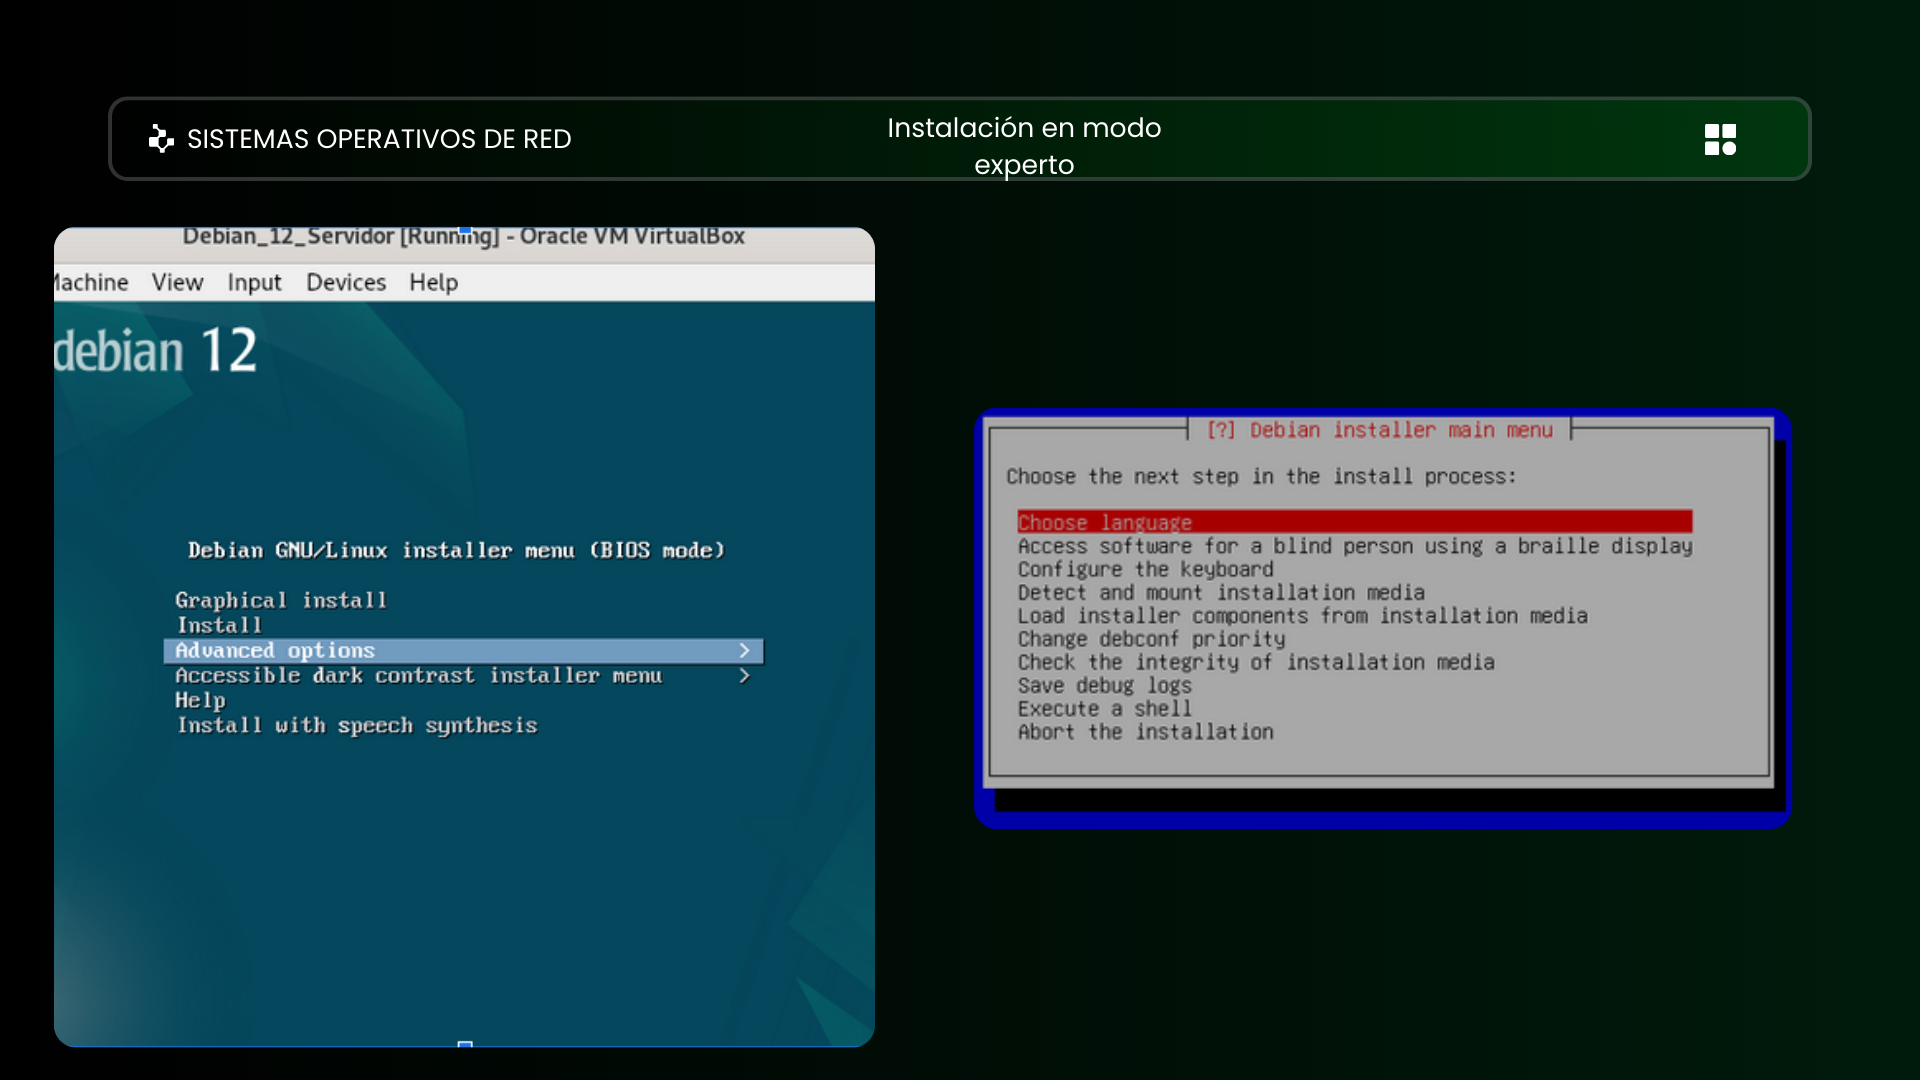 SISTEMAS OPERATIVOS DE RED
Instalación en modo
experto
Debian_12_Servidor [Running] - Oracle VM VirtualBox
Machine View Input Devices Help
debian 12
Debian GNU/Linux installer menu (BIOS mode)
Graphical install
Install
Advanced options >
Accessible dark contrast installer menu >
Help
Install with speech synthesis
[?] Debian installer main menu
Choose the next step in the install process:
Choose language
Access software for a blind person using a braille display
Configure the keyboard
Detect and mount installation media
Load installer components from installation media
Change debconf priority
Check the integrity of installation media
Save debug logs
Execute a shell
Abort the installation